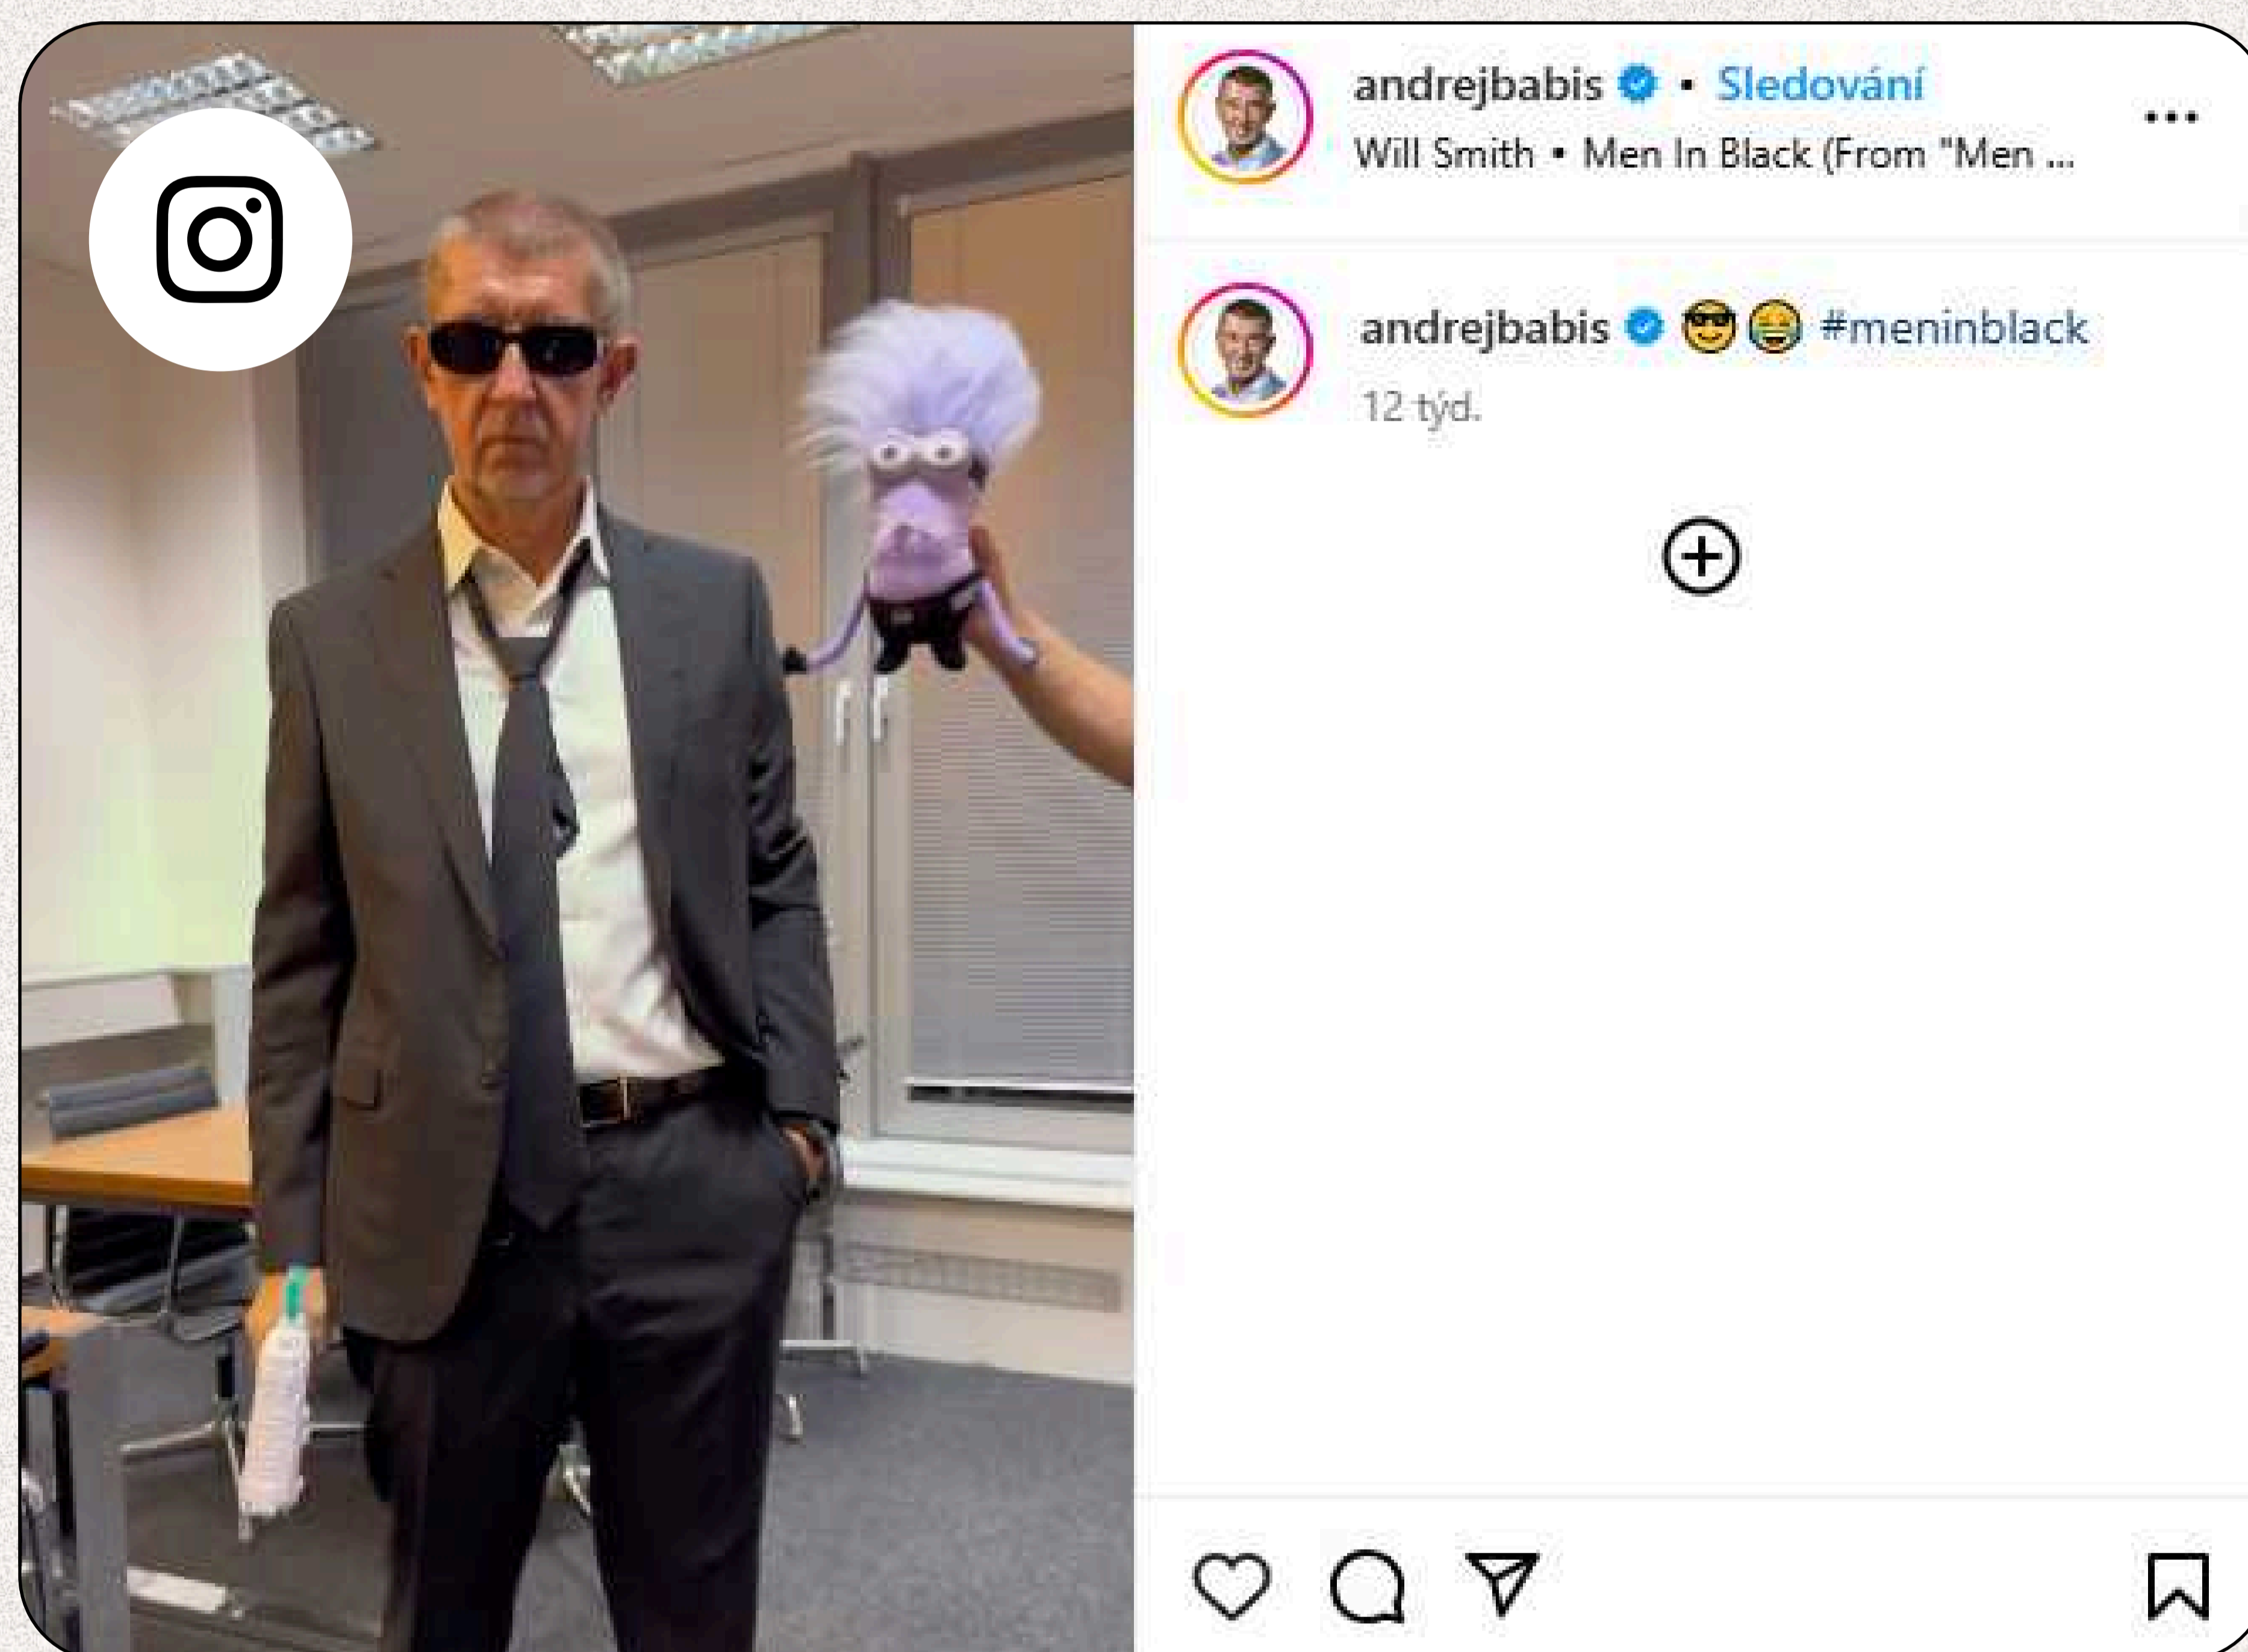 andrejbabis • Sledování
Will Smith • Men In Black (From "Men ...
andrejbabis 😎😂 #meninblack
12 týd.